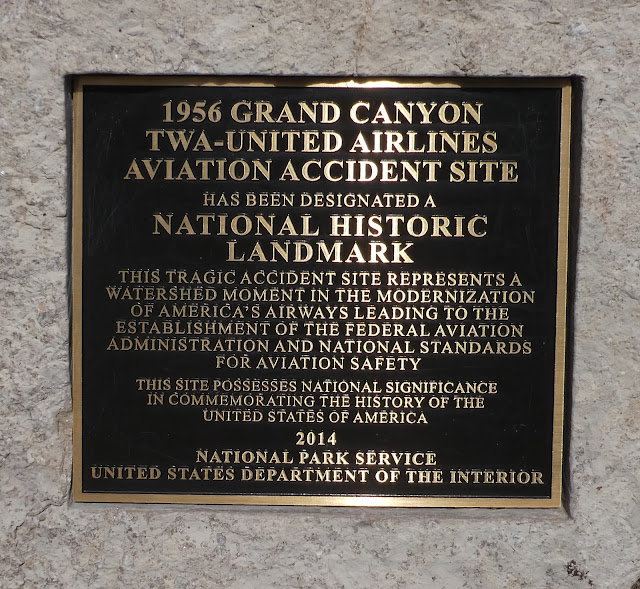 1956 GRAND CANYON
TWA-UNITED AIRLINES
AVIATION ACCIDENT SITE
HAS BEEN DESIGNATED A
NATIONAL HISTORIC
LANDMARK
THIS TRAGIC ACCIDENT SITE REPRESENTS A
WATERSHED MOMENT IN THE MODERNIZATION
OF AMERICA'S AIRWAYS LEADING TO THE
ESTABLISHMENT OF THE FEDERAL AVIATION
ADMINISTRATION AND NATIONAL STANDARDS
FOR AVIATION SAFETY
THIS SITE POSSESSES NATIONAL SIGNIFICANCE
IN COMMEMORATING THE HISTORY OF THE
UNITED STATES OF AMERICA
2014
NATIONAL PARK SERVICE
UNITED STATES DEPARTMENT OF THE INTERIOR